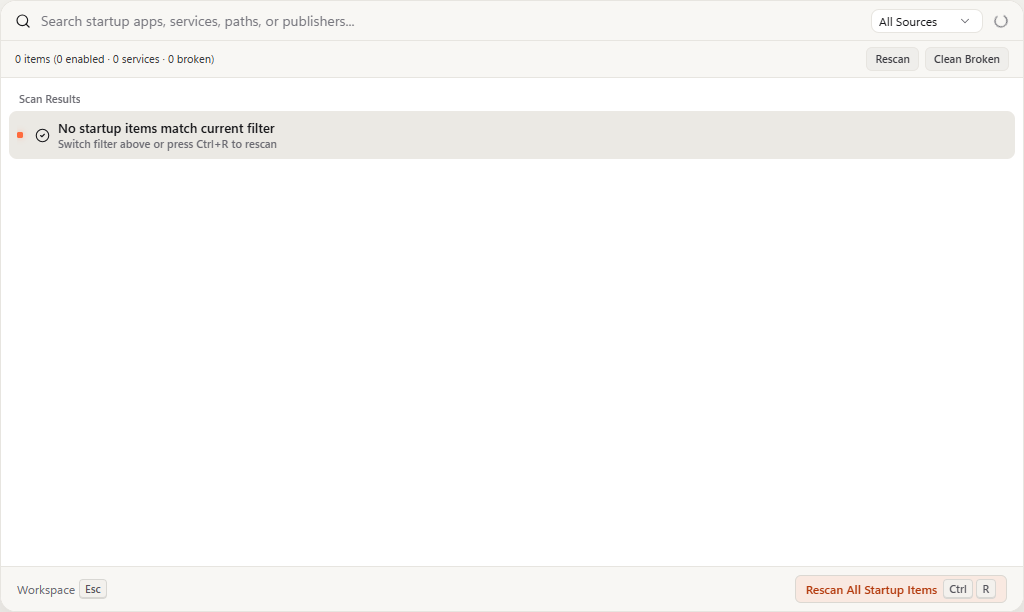 Search startup apps, services, paths, or publishers...
All Sources
0 items (0 enabled · 0 services · 0 broken)
Rescan
Clean Broken
Scan Results
No startup items match current filter
Switch filter above or press Ctrl+R to rescan
Workspace Esc
Rescan All Startup Items Ctrl R